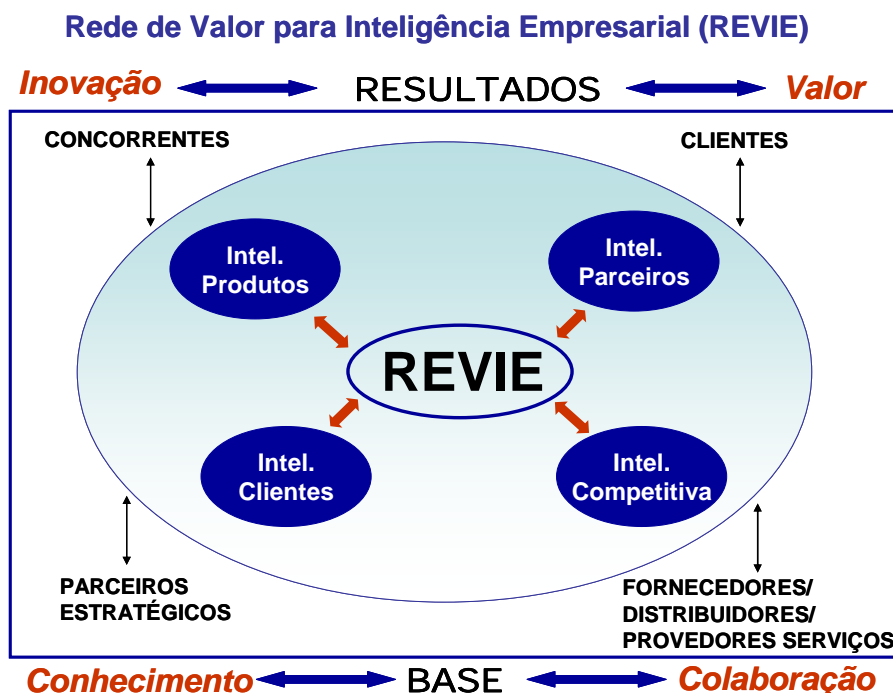 Rede de Valor para Inteligência Empresarial (REVIE)
Inovação RESULTADOS Valor
CONCORRENTES
CLIENTES
Intel.
Produtos
Intel.
Parceiros
REVIE
Intel.
Clientes
Intel.
Competitiva
PARCEIROS
ESTRATÉGICOS
FORNECEDORES/
DISTRIBUIDORES/
PROVEDORES SERVIÇOS
Conhecimento BASE Colaboração